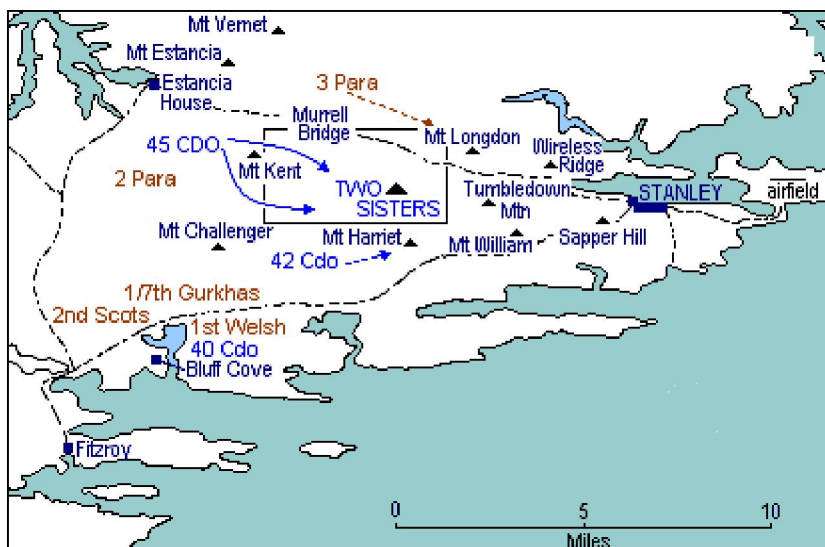 Mt Vernet
Mt Estancia
Estancia
House
3 Para
Murrell
Bridge
Mt Longdon
Wireless
Ridge
45 CDO
Mt Kent
2 Para
TWO
SISTERS
Tumbledown
Mtn
STANLEY
airfield
Mt Challenger
Mt Harriet
Mt William
Sapper Hill
42 Cdo
1/7th Gurkhas
2nd Scots
1st Welsh
40 Cdo
Bluff Cove
Fitzroy
0 5 10
Miles